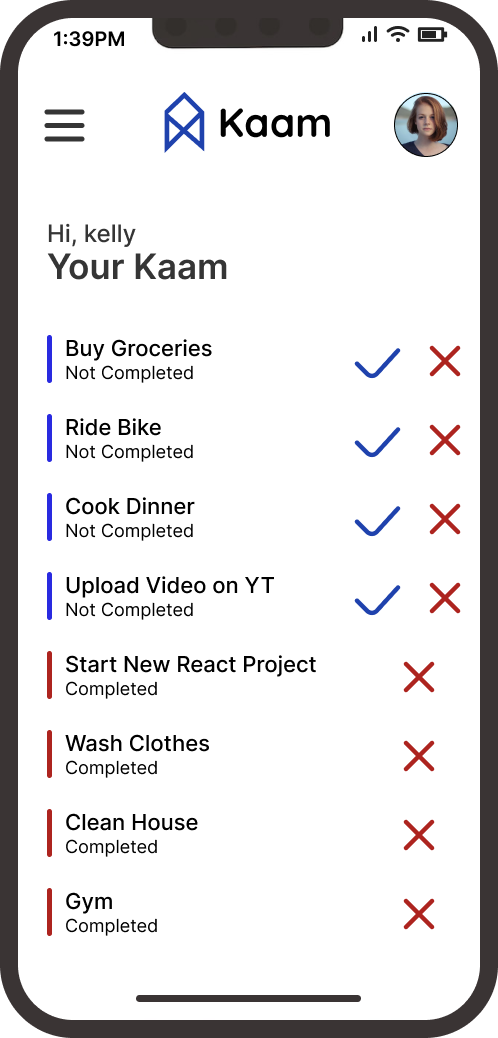 1:39PM
Kaam
Hi, kelly
Your Kaam
Buy Groceries
Not Completed
Ride Bike
Not Completed
Cook Dinner
Not Completed
Upload Video on YT
Not Completed
Start New React Project
Completed
Wash Clothes
Completed
Clean House
Completed
Gym
Completed